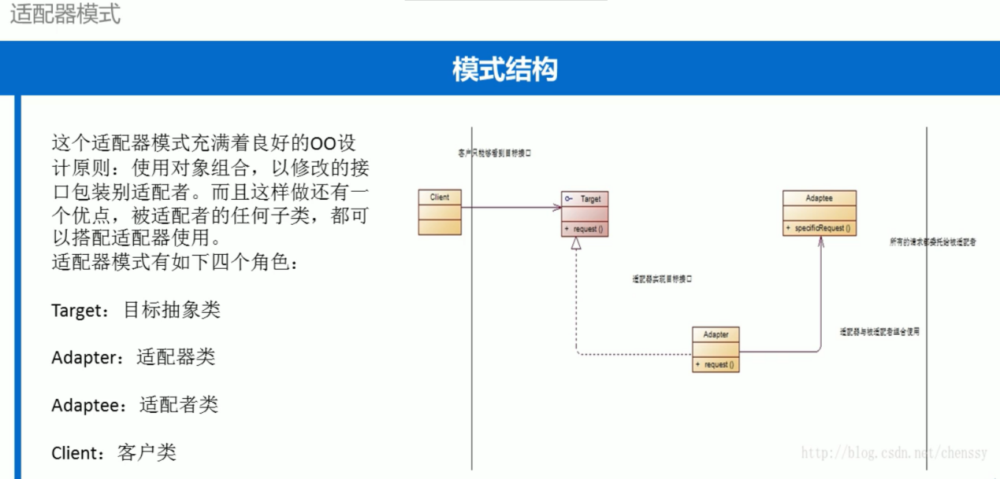 适配器模式
模式结构
这个适配器模式充满着良好的OO设
计原则：使用对象组合，以修改的接
口包装别适配者。而且这样做还有一
个优点，被适配者的任何子类，都可
以搭配适配器使用。
适配器模式有如下四个角色：
Target：目标抽象类
Adapter：适配器类
Adaptee：适配者类
Client：客户类
客户只能够看到目标接口
Client
Target
+ request ()
Adaptee
+ specificRequest ()
所有的请求都委托给被适配者
适配器实现目标接口
适配器与被适配者组合使用
Adapter
+ request ()
http://blog.csdn.net/chenssy